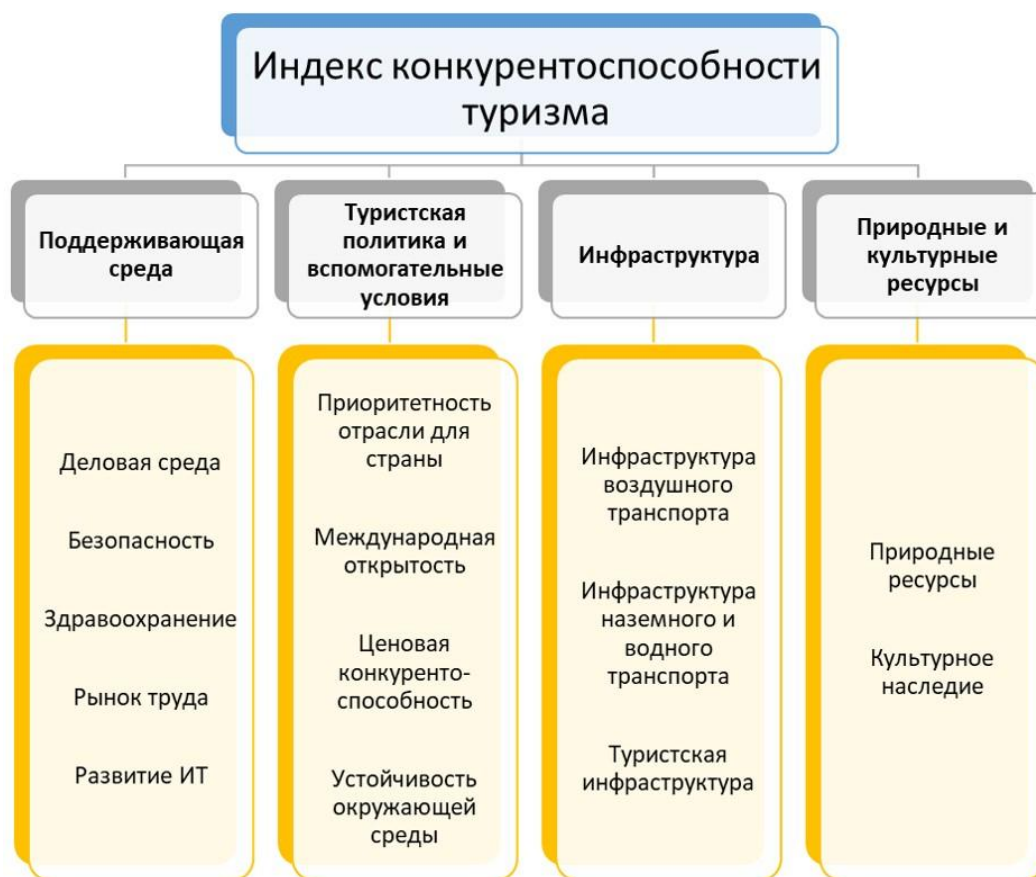 Индекс конкурентоспособности
туризма
Поддерживающая
среда
Туристская
политика и
вспомогательные
условия
Инфраструктура
Природные и
культурные
ресурсы
Деловая среда
Безопасность
Здравоохранение
Рынок труда
Развитие ИТ
Приоритетность
отрасли для
страны
Международная
открытость
Ценовая
конкуренто-
способность
Устойчивость
окружающей
среды
Инфраструктура
воздушного
транспорта
Инфраструктура
наземного и
водного
транспорта
Туристская
инфраструктура
Природные
ресурсы
Культурное
наследие